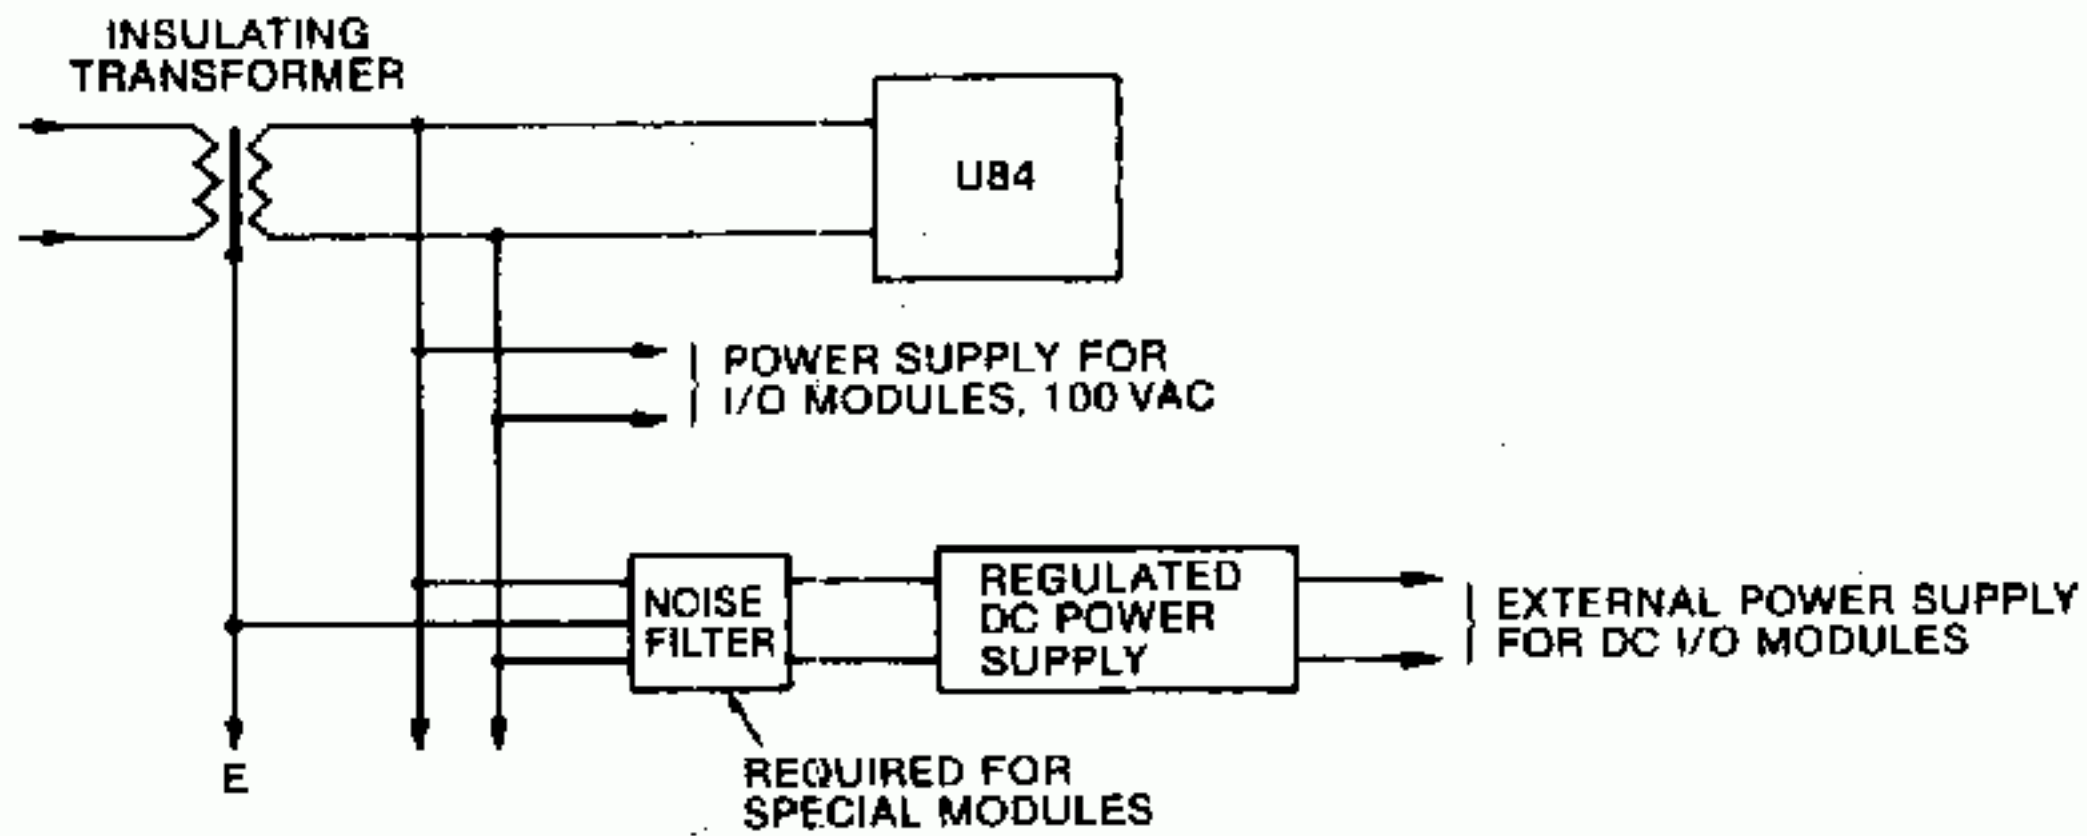 INSULATING
TRANSFORMER
U84
POWER SUPPLY FOR
I/O MODULES, 100 VAC
NOISE
FILTER
REGULATED
DC POWER
SUPPLY
EXTERNAL POWER SUPPLY
FOR DC I/O MODULES
E
REQUIRED FOR
SPECIAL MODULES